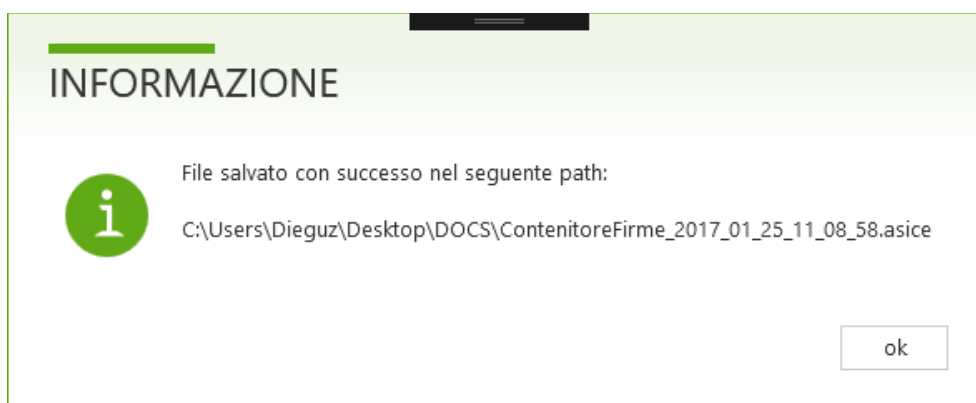 INFORMAZIONE
File salvato con successo nel seguente path:
C:\Users\Dieguz\Desktop\DOCS\ContenitoreFirme_2017_01_25_11_08_58.asice
ok